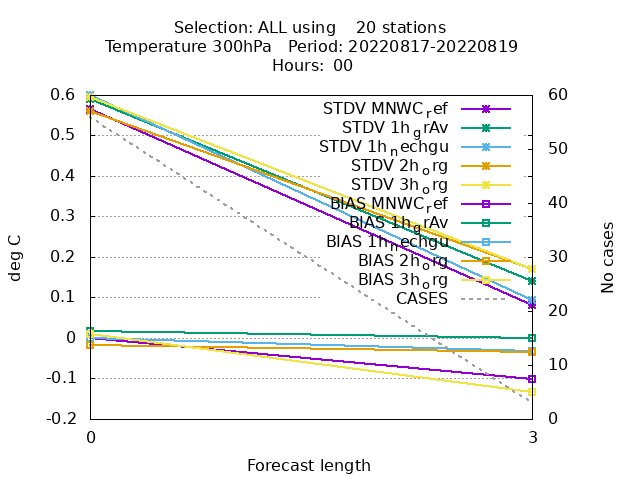 Selection: ALL using 20 stations
Temperature 300hPa Period: 20220817-20220819
Hours: 00
0.6
0.5
0.4
0.3
0.2
0.1
0
-0.1
-0.2
60
50
40
30
20
10
0
STDV MNWC_ref
STDV 1h_grAv
STDV 1h_nechgu
STDV 2h_org
STDV 3h_org
BIAS MNWC_ref
BIAS 1h_grAv
BIAS 1h_nechgu
BIAS 2h_org
BIAS 3h_org
CASES
deg C
No cases
0 3
Forecast length